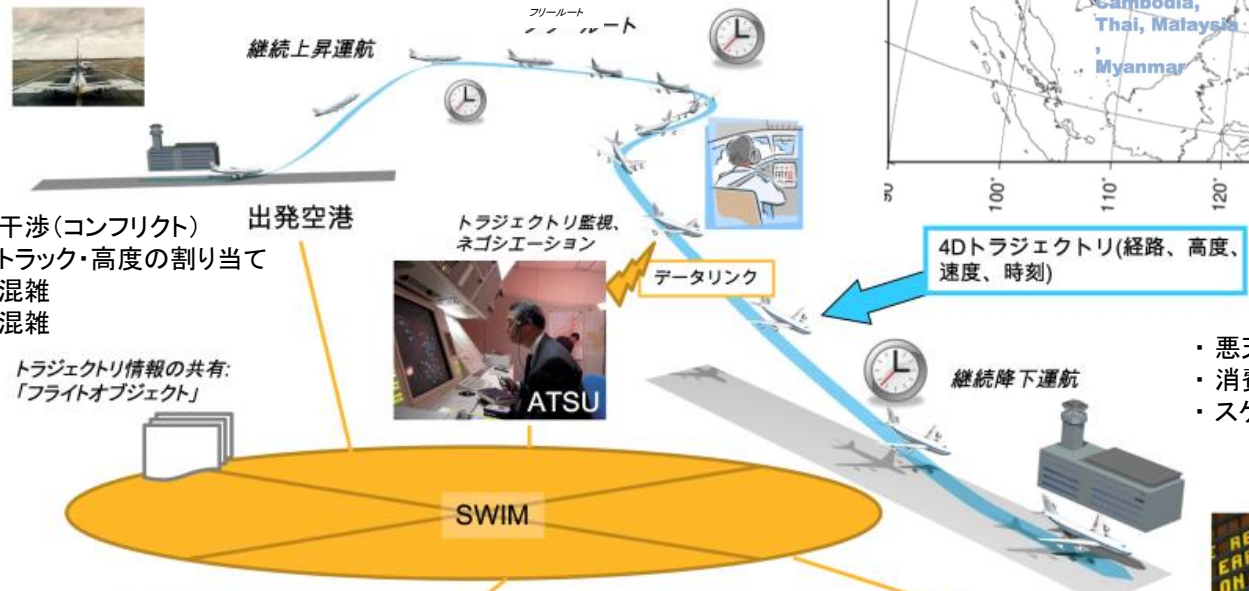 フリールート
継続上昇運航
Cambodia,
Thai, Malaysia
,
Myanmar
100°
110°
120°
出発空港
干渉(コンフリクト)
トラック・高度の割り当て
混雑
混雑
トラジェクトリ監視、
ネゴシエーション
データリンク
4Dトラジェクトリ(経路、高度、
速度、時刻)
ATSU
トラジェクトリ情報の共有:
「フライトオブジェクト」
継続降下運航
・悪
・消
・ス
SWIM